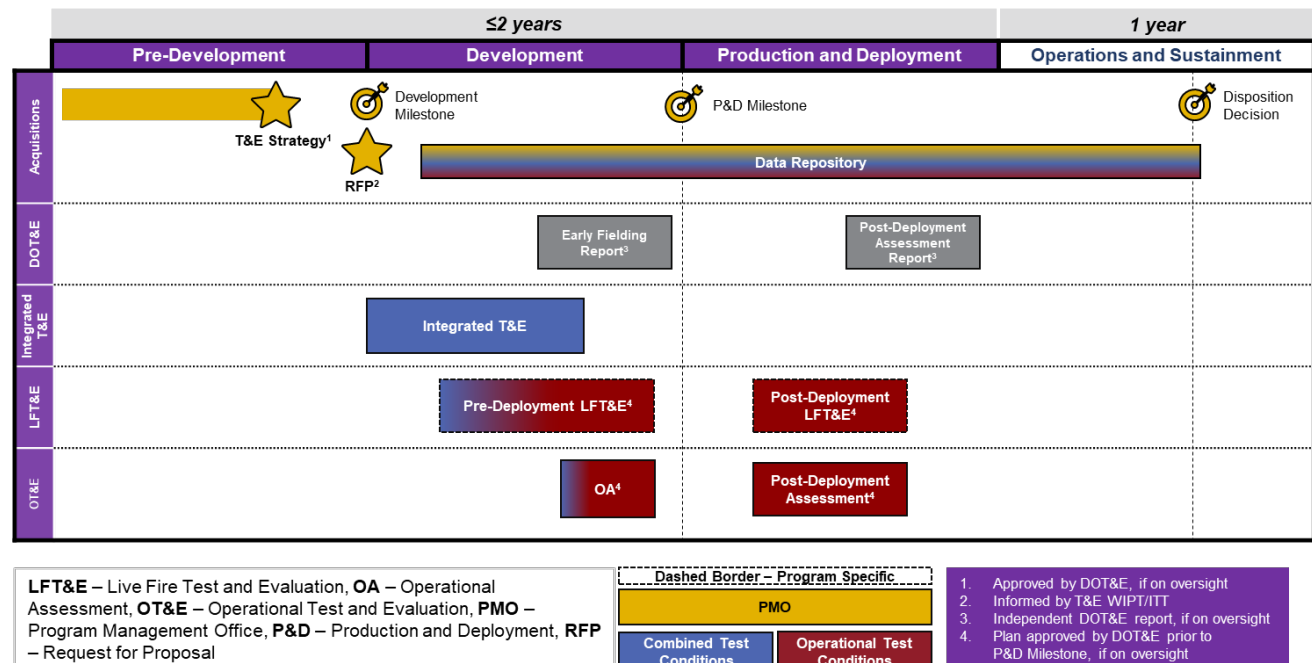 ≤2 years
1 year
Pre-Development
Development
Production and Deployment
Operations and Sustainment
Acquisitions
T&E Strategy1
Development
Milestone
RFP2
P&D Milestone
Disposition
Decision
Data Repository
DOT&E
Early Fielding
Report3
Post-Deployment
Assessment
Report3
Integrated
T&E
Integrated T&E
LFT&E
Pre-Deployment LFT&E4
Post-Deployment
LFT&E4
OT&E
OA4
Post-Deployment
Assessment4
LFT&E – Live Fire Test and Evaluation, OA – Operational
Assessment, OT&E – Operational Test and Evaluation, PMO –
Program Management Office, P&D – Production and Deployment, RFP
– Request for Proposal
Dashed Border – Program Specific
PMO
Combined Test
Conditions
Operational Test
Conditions
1. Approved by DOT&E, if on oversight
2. Informed by T&E WIPT/ITT
3. Independent DOT&E report, if on oversight
4. Plan approved by DOT&E prior to
P&D Milestone, if on oversight